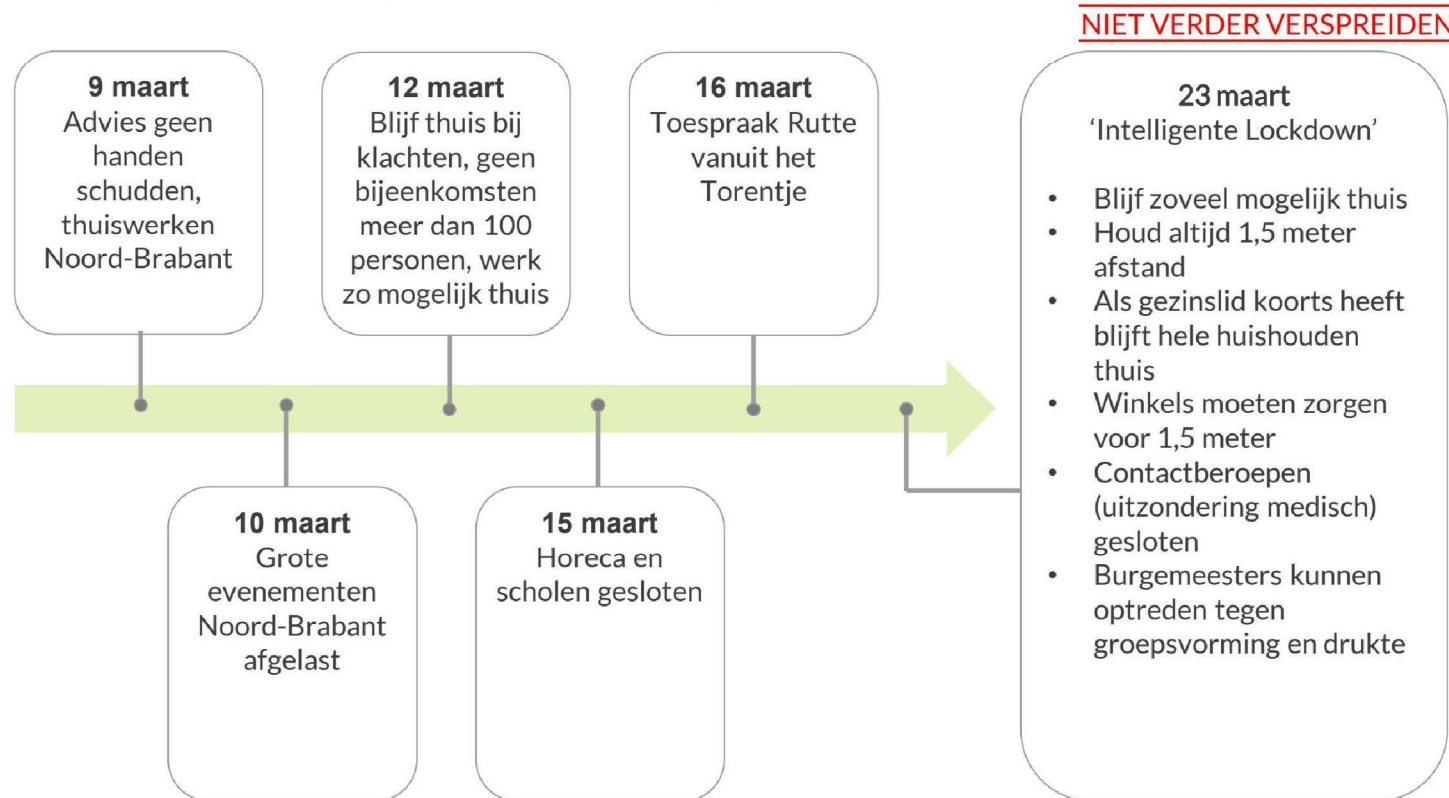 NIET VERDER VERSPREIDEN
9 maart
Advies geen
handen
schudden,
thuiswerken
Noord-Brabant
10 maart
Grote
evenementen
Noord-Brabant
afgelast
12 maart
Blijf thuis bij
klachten, geen
bijeenkomsten
meer dan 100
personen, werk
zo mogelijk thuis
15 maart
Horeca en
scholen gesloten
16 maart
Toespraak Rutte
vanuit het
Torentje
23 maart
‘Intelligente Lockdown’
• Blijf zoveel mogelijk thuis
• Houd altijd 1,5 meter
afstand
• Als gezinslid koorts heeft
blijft hele huishouden
thuis
• Winkels moeten zorgen
voor 1,5 meter
• Contactberoepen
(uitzondering medisch)
gesloten
• Burgemeesters kunnen
optreden tegen
groepsvorming en drukte